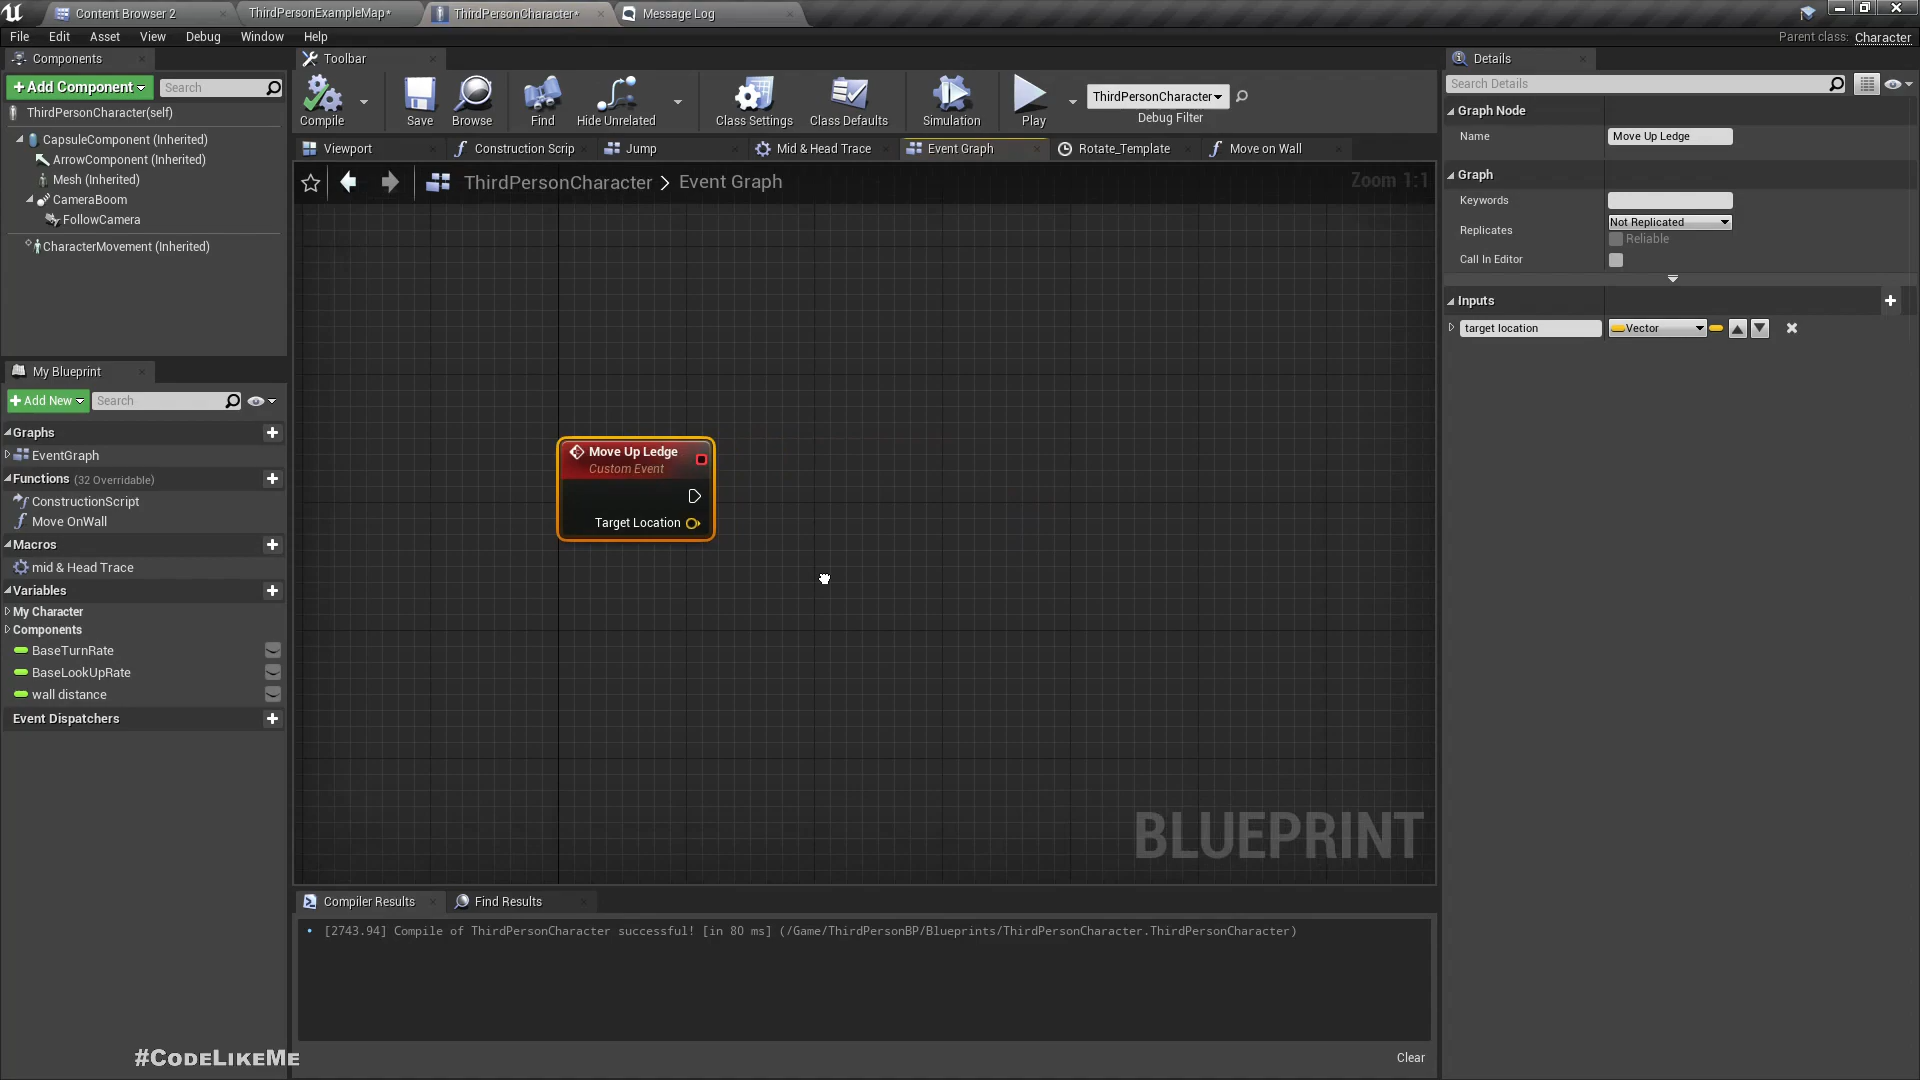 Content Browser 2
ThirdPersonExampleMap*
ThirdPersonCharacter*
Message Log
File Edit Asset View Debug Window Help
Parent class: Character
Components
Toolbar
Details
+Add Component
Search
Search Details
ThirdPersonCharacter(self)
CapsuleComponent (Inherited)
ArrowComponent (Inherited)
Mesh (Inherited)
CameraBoom
FollowCamera
CharacterMovement (Inherited)
Compile
Save
Browse
Find
Hide Unrelated
Class Settings
Class Defaults
Simulation
Play
ThirdPersonCharacter
Debug Filter
Viewport
Construction Scrip
Jump
Mid & Head Trace
Event Graph
Rotate_Template
Move on Wall
ThirdPersonCharacter > Event Graph
Zoom 1:1
Move Up Ledge
Custom Event
Target Location
BLUEPRINT
Graph Node
Name
Move Up Ledge
Graph
Keywords
Replicates
Not Replicated
Reliable
Call In Editor
Inputs
target location
Vector
My Blueprint
+Add New
Search
Graphs
EventGraph
Functions (32 Overridable)
ConstructionScript
Move OnWall
Macros
mid & Head Trace
Variables
My Character
Components
BaseTurnRate
BaseLookUpRate
wall distance
Event Dispatchers
Compiler Results
Find Results
[2743.94] Compile of ThirdPersonCharacter successful! [in 80 ms] (/Game/ThirdPersonBP/Blueprints/ThirdPersonCharacter.ThirdPersonCharacter)
Clear
#CodeLikeMe